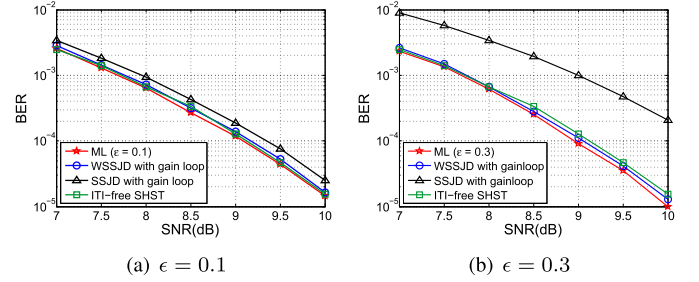 10⁻²
10⁻³
10⁻⁴
10⁻⁵
BER
ML (ε = 0.1)
WSSJD with gain loop
SSJD with gain loop
ITI−free SHST
7 7.5 8 8.5 9 9.5 10
SNR(dB)
(a) ϵ = 0.1
10⁻²
10⁻³
10⁻⁴
10⁻⁵
BER
ML (ε = 0.3)
WSSJD with gainloop
SSJD with gainloop
ITI−free SHST
7 7.5 8 8.5 9 9.5 10
SNR(dB)
(b) ϵ = 0.3